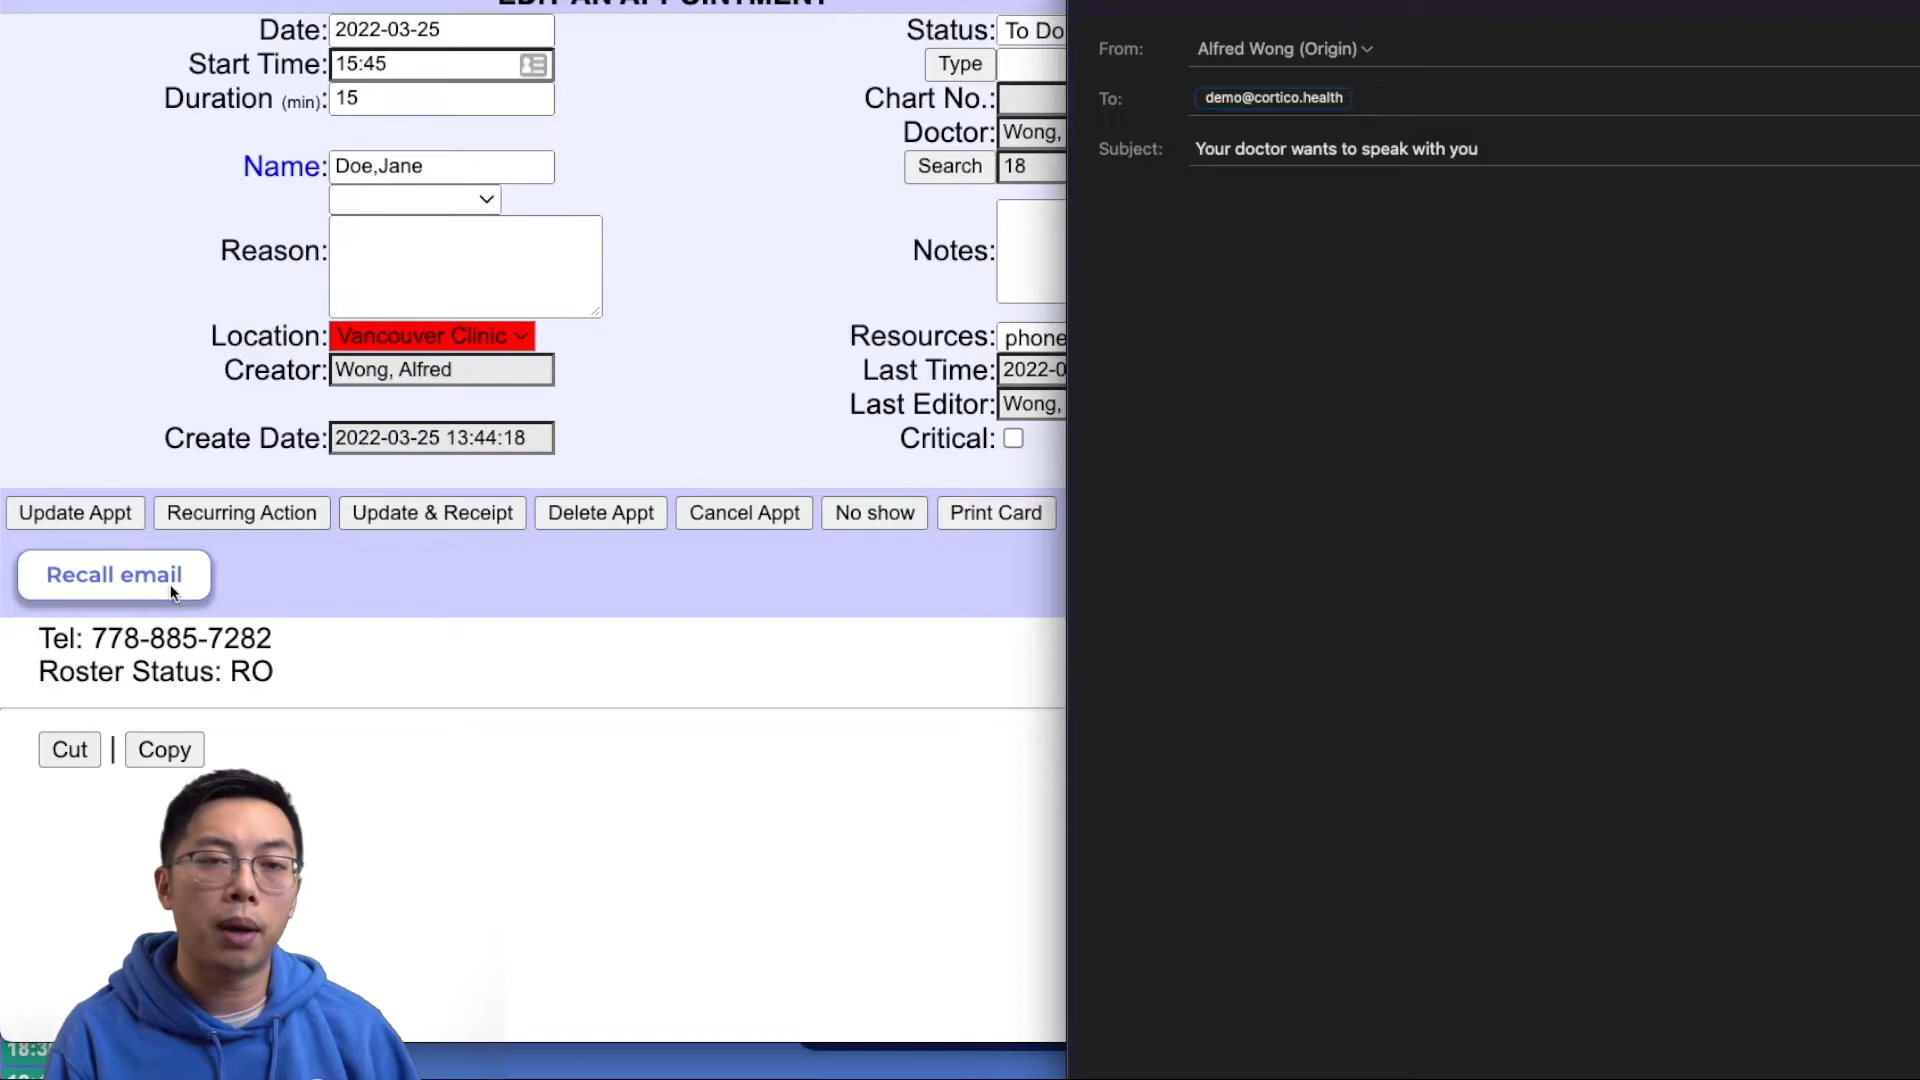 EDIT AN APPOINTMENT
Date: 2022-03-25
Start Time: 15:45
Duration (min): 15
Name: Doe,Jane
Reason:
Location: Vancouver Clinic
Creator: Wong, Alfred
Create Date: 2022-03-25 13:44:18
Status: To Do
Type
Chart No.:
Doctor: Wong,
Search 18
Notes:
Resources: phone
Last Time: 2022-0
Last Editor: Wong,
Critical:
Update Appt Recurring Action Update & Receipt Delete Appt Cancel Appt No show Print Card
Recall email
Tel: 778-885-7282
Roster Status: RO
Cut | Copy
From: Alfred Wong (Origin)
To: demo@cortico.health
Subject: Your doctor wants to speak with you